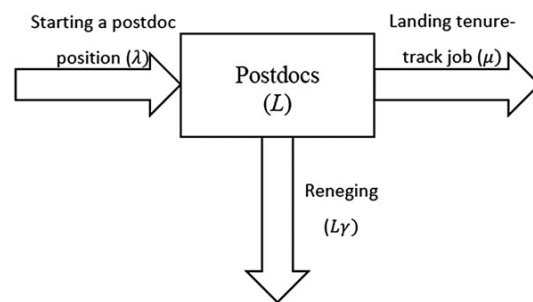 Starting a postdoc
position (λ)
Postdocs
(L)
Landing tenure-
track job (μ)
Reneging
(Lγ)